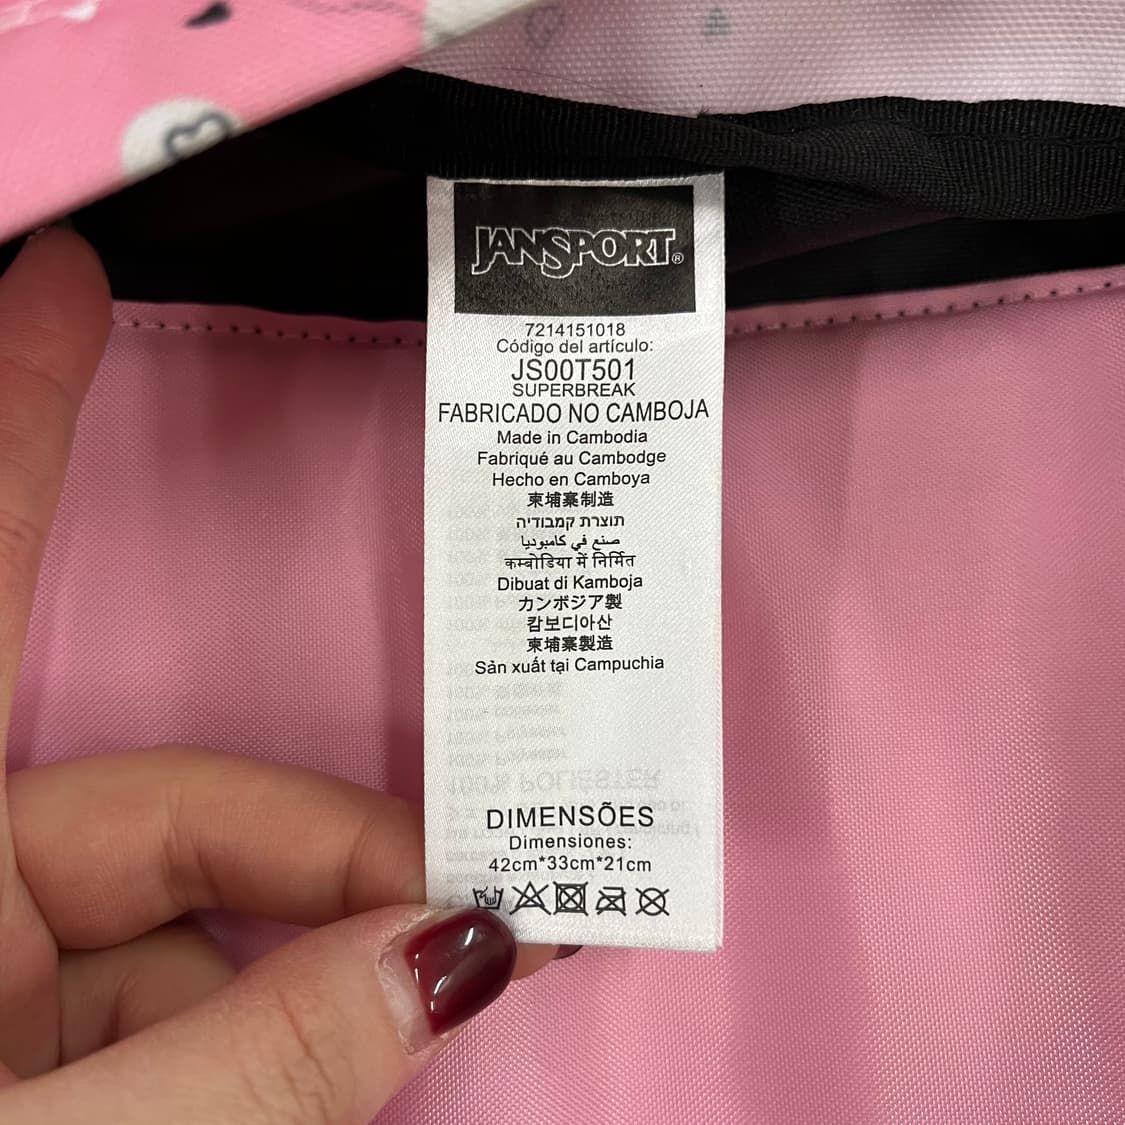 JANSPORT®
7214151018
Código del artículo:
JS00T501
SUPERBREAK
FABRICADO NO CAMBOJA
Made in Cambodia
Fabriqué au Cambodge
Hecho en Camboya
柬埔寨制造
תוצרת קמבודיה
صنع في كامبوديا
कम्बोडिया में निर्मित
Dibuat di Kamboja
カンボジア製
캄보디아산
柬埔寨製造
Sản xuất tại Campuchia
100% POLIÉSTER
DIMENSÕES
Dimensiones:
42cm*33cm*21cm